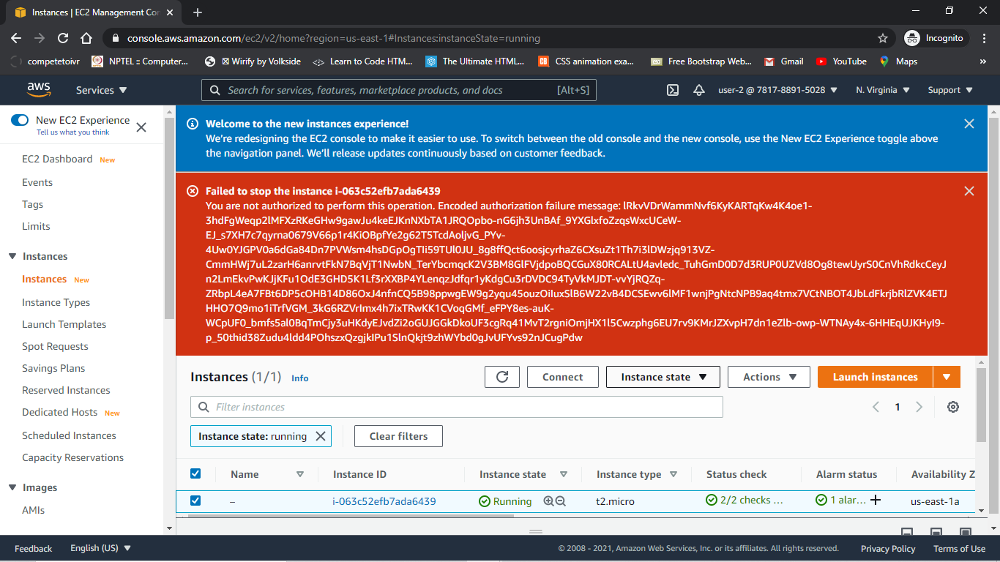 Instances | EC2 Management Con
console.aws.amazon.com/ec2/v2/home?region=us-east-1#Instances:instanceState=running
Incognito
competetoivr
NPTEL :: Computer...
Wirify by Volkside
Learn to Code HTM...
The Ultimate HTML...
CSS animation exa...
Free Bootstrap Web...
Gmail
YouTube
Maps
»
aws
Services
Search for services, features, marketplace products, and docs
[Alt+S]
user-2 @ 7817-8891-5028
N. Virginia
Support
New EC2 Experience
Tell us what you think
EC2 Dashboard New
Events
Tags
Limits
Instances
Instances New
Instance Types
Launch Templates
Spot Requests
Savings Plans
Reserved Instances
Dedicated Hosts New
Scheduled Instances
Capacity Reservations
Images
AMIs
Welcome to the new instances experience!
We're redesigning the EC2 console to make it easier to use. To switch between the old console and the new console, use the New EC2 Experience toggle above
the navigation panel. We'll release updates continuously based on customer feedback.
Failed to stop the instance i-063c52efb7ada6439
You are not authorized to perform this operation. Encoded authorization failure message: lRkvVDrWammNvf6KyKARTqKw4K4oe1-
3hdFgWeqp2lMFXzRKeGHw9gawJu4keEJKnNXbTA1JRQOpbo-nG6jh3UnBAf_9YXGlxfoZzqsWxcUCeW-
EJ_s7XH7c7qyrna0679V66p1r4KiOBpfYe2g62T5TcdAoljvG_PYv-
4Uw0YJGPV0a6dGa84Dn7PVWsm4hsDGpOgTIi59TUl0JU_8g8ffQct6oosjcyrhaZ6CXsuZt1Th7i3lDWzjq913VZ-
CmmHWj7uL2zarH6anrvtFkN7BqVjT1NwbN_TerYbcmqcK2V3BM8GlFVjdpoBQCGuX80RCALtU4avledc_TuhGmD0D7d3RUP0UZVd8Og8tewUyrS0CnVhRdkcCeyJ
n2LmEkvPwKJjKFu1OdE3GHD5K1Lf3rXXBP4YLenqzJdfqr1yKdgCu3rDVDC94TyVkMJDT-vvYjRQZq-
ZRbpL4eA7FBt6DP5cOHB14D86OxJ4nfnCQ5B98ppwgEW9g2yqu45ouzOiIuxSlB6W22vB4DCSEwv6lMF1wnjPgNtcNPB9aq4tmx7VCtNBOT4JbLdFkrjbRlZVK4ETJ
HHO7Q9mo1iTrfVGM_3kG6RZVrImx4h7ixTRwKK1CVoqGMf_eFPY8es-auK-
WCpUF0_bmfs5al0BqTmCjy3uHKdyEJvdZi2oGUJGGkDkoUF3cgRq41MvT2rgniOmjHX1l5Cwzphg6EU7rv9KMrJZXvpH7dn1eZlb-owp-WTNAy4x-6HHEqUJKHyI9-
p_50thid38Zudu4ldd4POhszxQzgjkIPu1SlnQkjt9zhWYbd0gJvUFYvs92nJCugPdw
Instances (1/1) Info
Connect
Instance state
Actions
Launch instances
Filter instances
1
Instance state: running
Clear filters
Name
Instance ID
Instance state
Instance type
Status check
Alarm status
Availability Z
–
i-063c52efb7ada6439
Running
t2.micro
2/2 checks ...
1 alar...
us-east-1a
Feedback
English (US)
© 2008 - 2021, Amazon Web Services, Inc. or its affiliates. All rights reserved.
Privacy Policy
Terms of Use